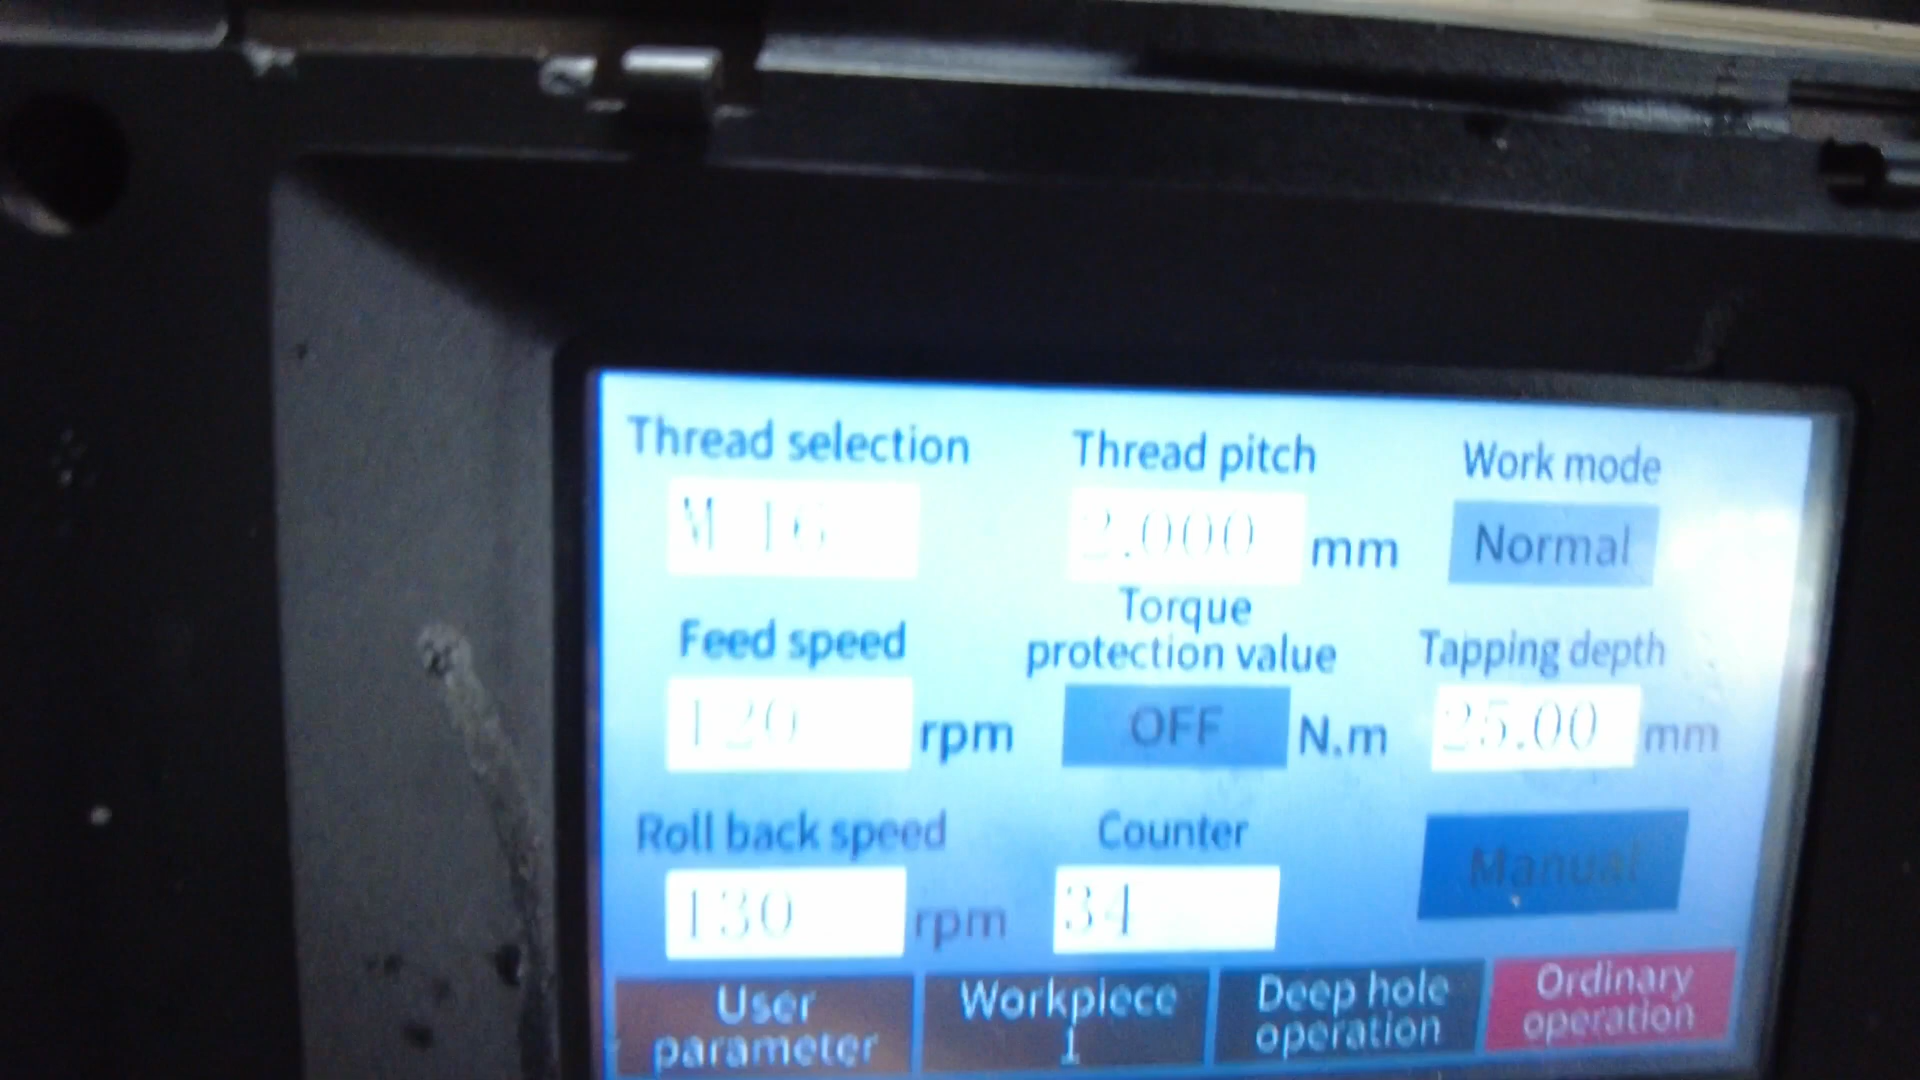 Thread selection
Thread pitch
Work mode
M 16
2.000 mm
Normal
Feed speed
Torque
protection value
Tapping depth
120 rpm
OFF N.m
25.00 mm
Roll back speed
Counter
Manual
130 rpm
34
User
parameter
Workpiece
1
Deep hole
operation
Ordinary
operation